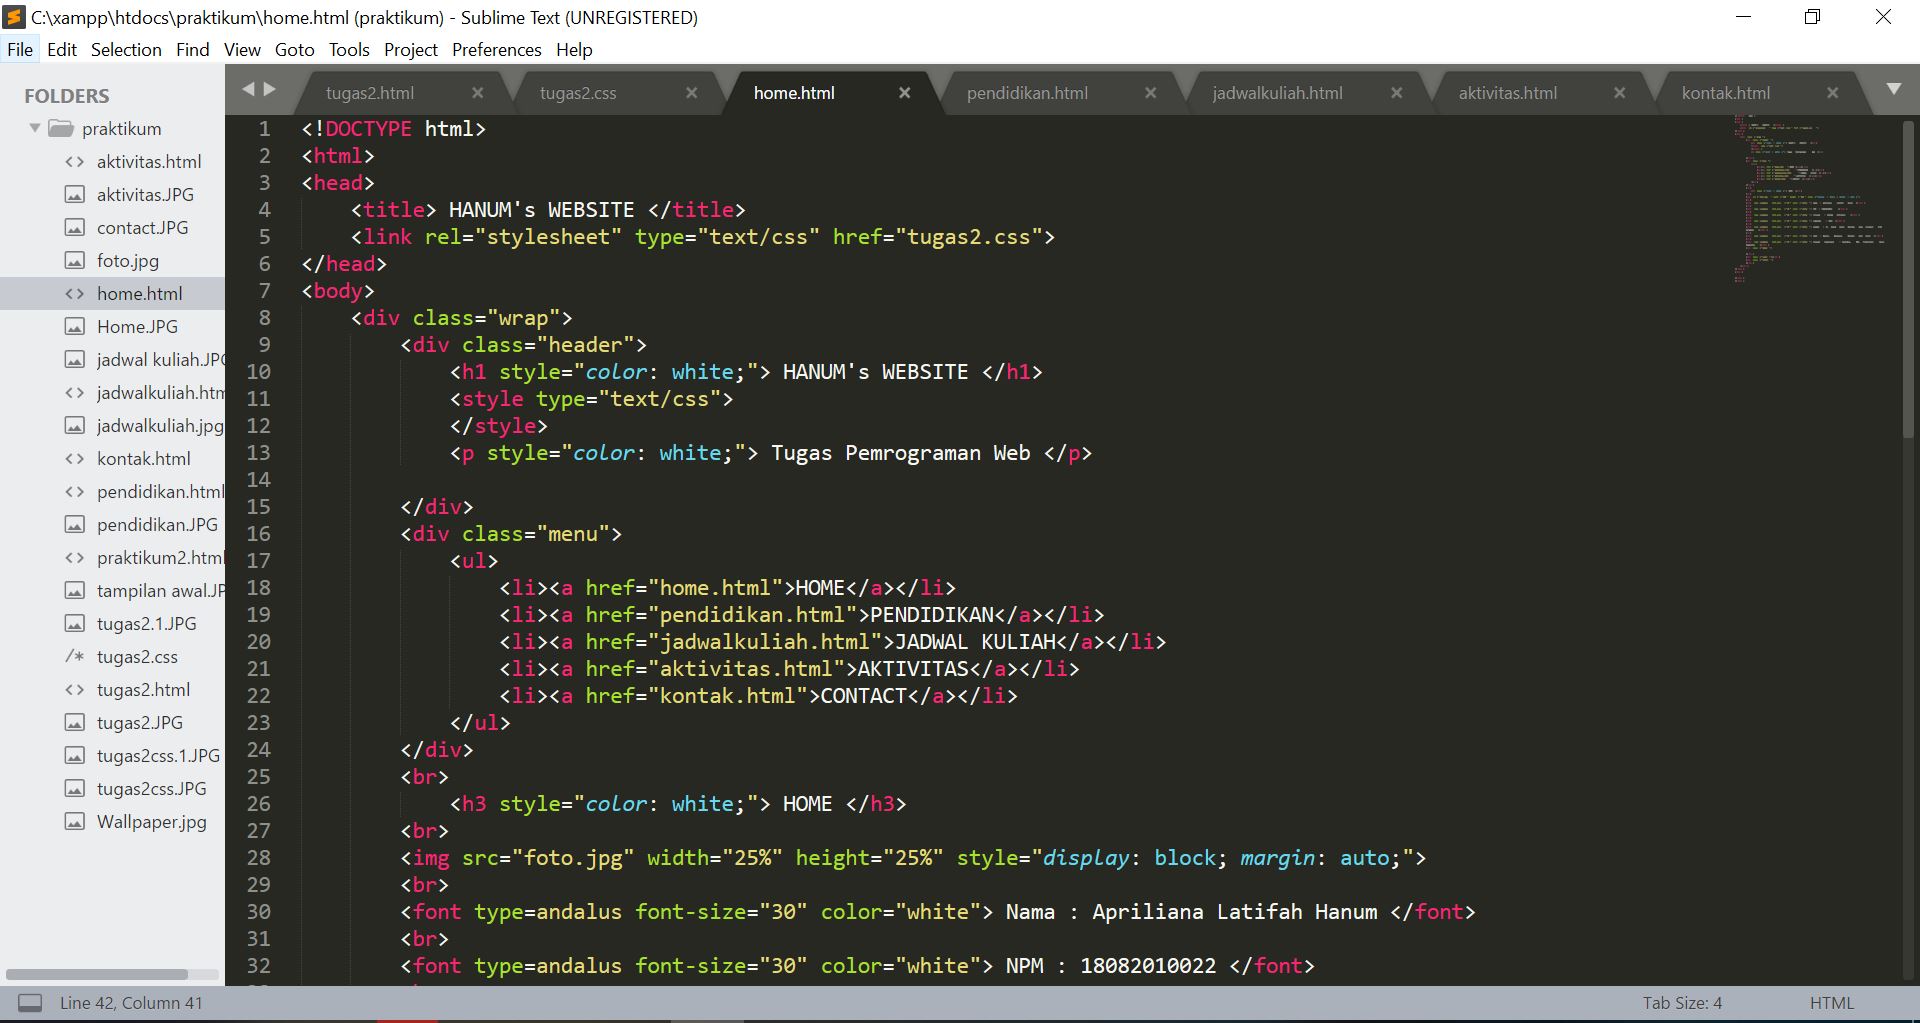 C:\xampp\htdocs\praktikum\home.html (praktikum) - Sublime Text (UNREGISTERED)
File Edit Selection Find View Goto Tools Project Preferences Help
tugas2.html tugas2.css home.html pendidikan.html jadwalkuliah.html aktivitas.html kontak.html
FOLDERS
praktikum
aktivitas.html
aktivitas.JPG
contact.JPG
foto.jpg
home.html
Home.JPG
jadwal kuliah.JPG
jadwalkuliah.htm
jadwalkuliah.jpg
kontak.html
pendidikan.html
pendidikan.JPG
praktikum2.html
tampilan awal.JP
tugas2.1.JPG
/* tugas2.css
tugas2.html
tugas2.JPG
tugas2css.1.JPG
tugas2css.JPG
Wallpaper.jpg
1 <!DOCTYPE html>
2 <html>
3 <head>
4 <title> HANUM's WEBSITE </title>
5 <link rel="stylesheet" type="text/css" href="tugas2.css">
6 </head>
7 <body>
8 <div class="wrap">
9 <div class="header">
10 <h1 style="color: white;"> HANUM's WEBSITE </h1>
11 <style type="text/css">
12 </style>
13 <p style="color: white;"> Tugas Pemrograman Web </p>
14
15 </div>
16 <div class="menu">
17 <ul>
18 <li><a href="home.html">HOME</a></li>
19 <li><a href="pendidikan.html">PENDIDIKAN</a></li>
20 <li><a href="jadwalkuliah.html">JADWAL KULIAH</a></li>
21 <li><a href="aktivitas.html">AKTIVITAS</a></li>
22 <li><a href="kontak.html">CONTACT</a></li>
23 </ul>
24 </div>
25 <br>
26 <h3 style="color: white;"> HOME </h3>
27 <br>
28 <img src="foto.jpg" width="25%" height="25%" style="display: block; margin: auto;">
29 <br>
30 <font type=andalus font-size="30" color="white"> Nama : Apriliana Latifah Hanum </font>
31 <br>
32 <font type=andalus font-size="30" color="white"> NPM : 18082010022 </font>
Line 42, Column 41
Tab Size: 4
HTML